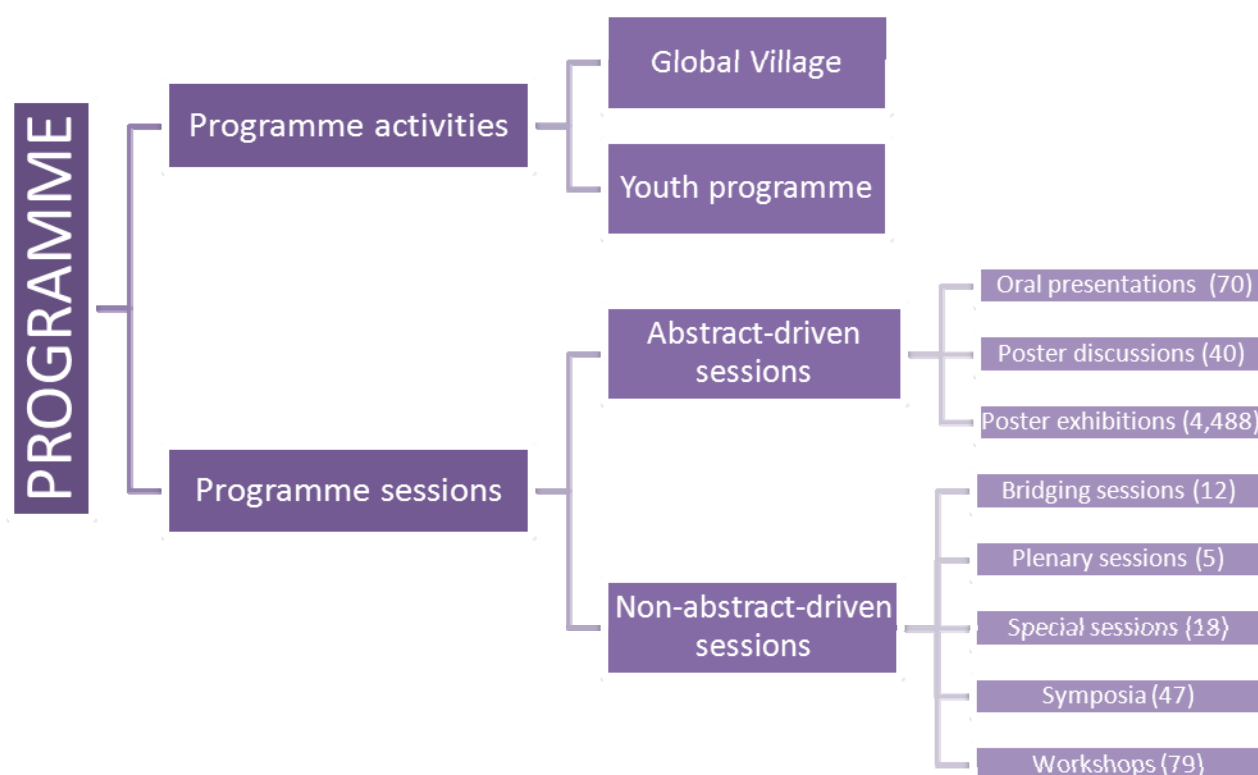 PROGRAMME
Programme activities
Global Village
Youth programme
Programme sessions
Abstract-driven
sessions
Oral presentations (70)
Poster discussions (40)
Poster exhibitions (4,488)
Non-abstract-driven
sessions
Bridging sessions (12)
Plenary sessions (5)
Special sessions (18)
Symposia (47)
Workshops (79)